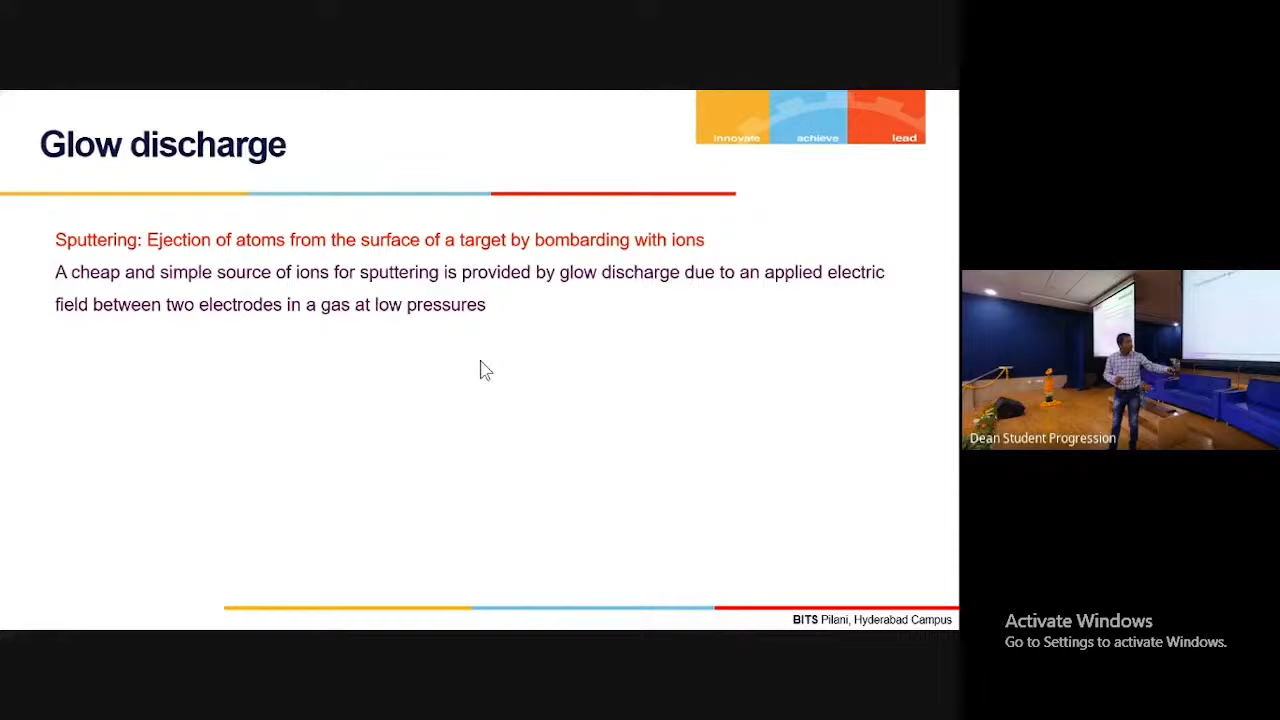 Glow discharge
innovate achieve lead
Sputtering: Ejection of atoms from the surface of a target by bombarding with ions
A cheap and simple source of ions for sputtering is provided by glow discharge due to an applied electric
field between two electrodes in a gas at low pressures
BITS Pilani, Hyderabad Campus
Dean Student Progression
Activate Windows
Go to Settings to activate Windows.